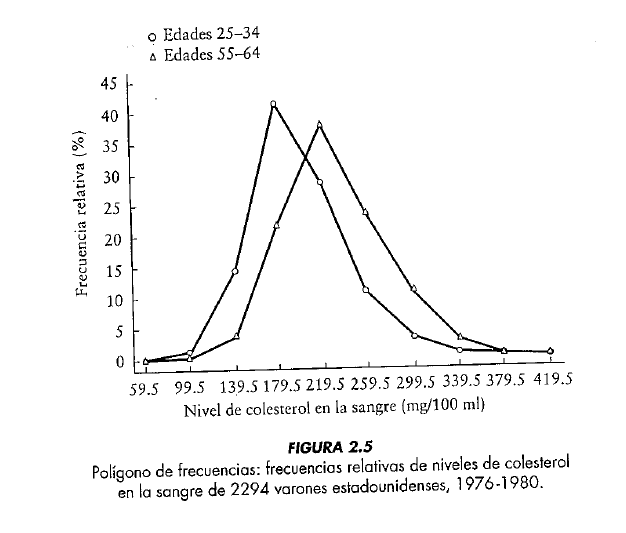 Edades 25–34
Edades 55–64
45
40
35
30
25
20
15
10
5
0
Frecuencia relativa (%)
59.5 99.5 139.5 179.5 219.5 259.5 299.5 339.5 379.5 419.5
Nivel de colesterol en la sangre (mg/100 ml)
FIGURA 2.5
Polígono de frecuencias: frecuencias relativas de niveles de colesterol
en la sangre de 2294 varones estadounidenses, 1976-1980.